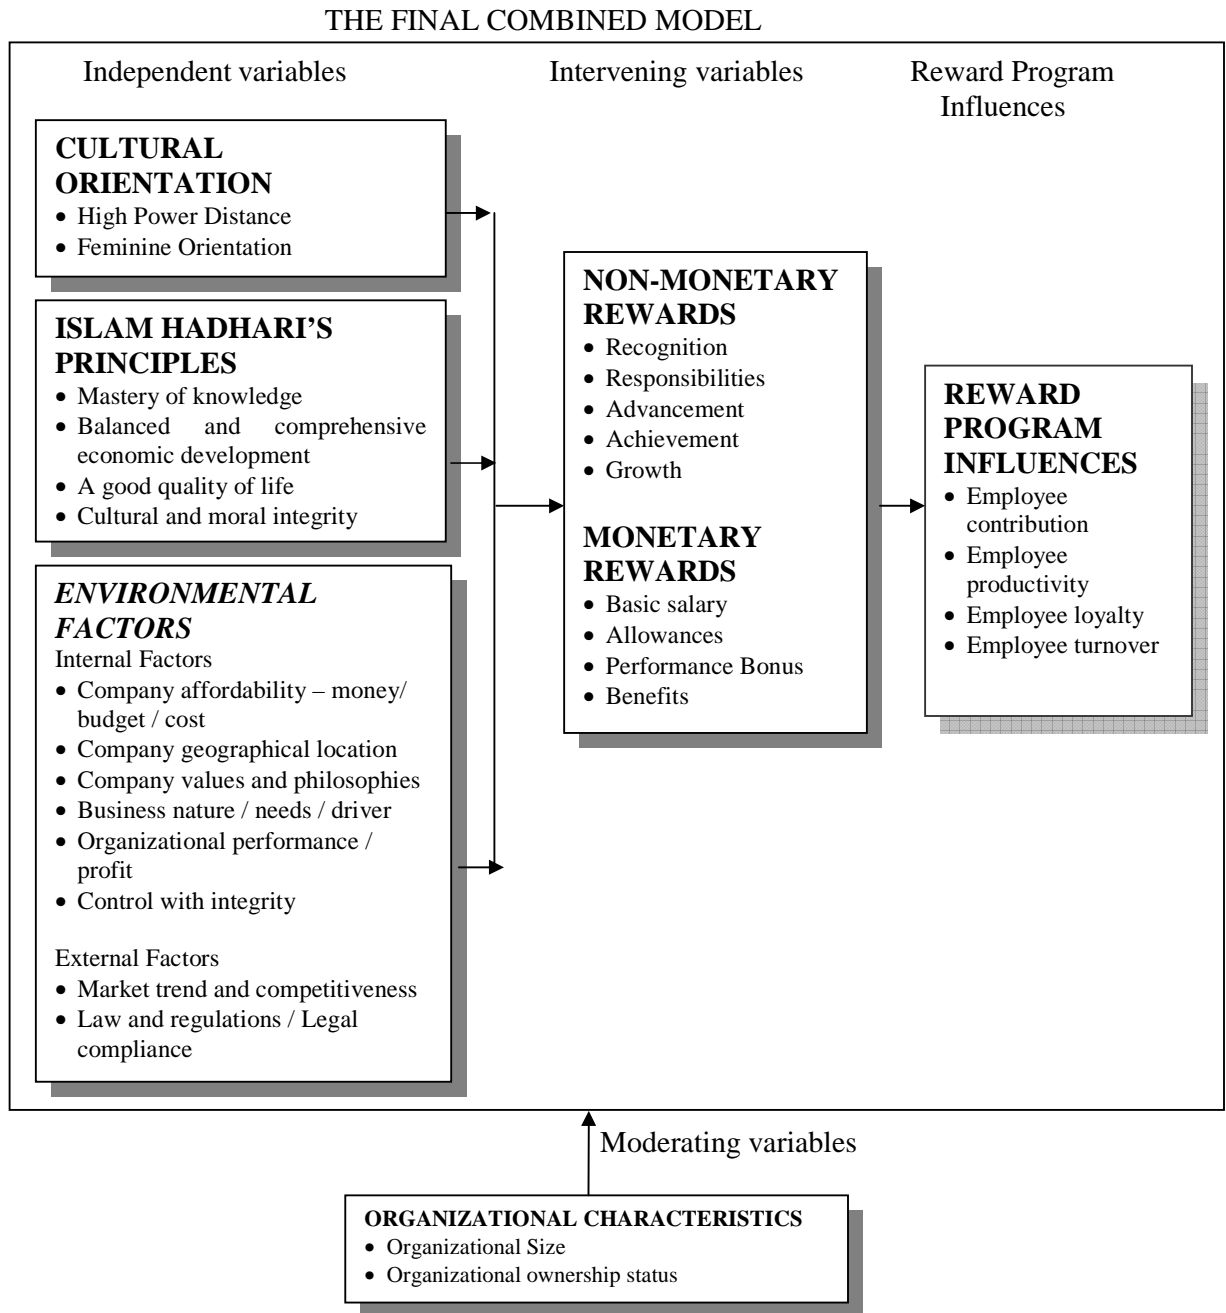 THE FINAL COMBINED MODEL
Independent variables
Intervening variables
Reward Program
Influences
CULTURAL
ORIENTATION
• High Power Distance
• Feminine Orientation
ISLAM HADHARI’S
PRINCIPLES
• Mastery of knowledge
• Balanced and comprehensive
economic development
• A good quality of life
• Cultural and moral integrity
ENVIRONMENTAL
FACTORS
Internal Factors
• Company affordability – money/
budget / cost
• Company geographical location
• Company values and philosophies
• Business nature / needs / driver
• Organizational performance /
profit
• Control with integrity
External Factors
• Market trend and competitiveness
• Law and regulations / Legal
compliance
NON-MONETARY
REWARDS
• Recognition
• Responsibilities
• Advancement
• Achievement
• Growth
MONETARY
REWARDS
• Basic salary
• Allowances
• Performance Bonus
• Benefits
REWARD
PROGRAM
INFLUENCES
• Employee
contribution
• Employee
productivity
• Employee loyalty
• Employee turnover
Moderating variables
ORGANIZATIONAL CHARACTERISTICS
• Organizational Size
• Organizational ownership status